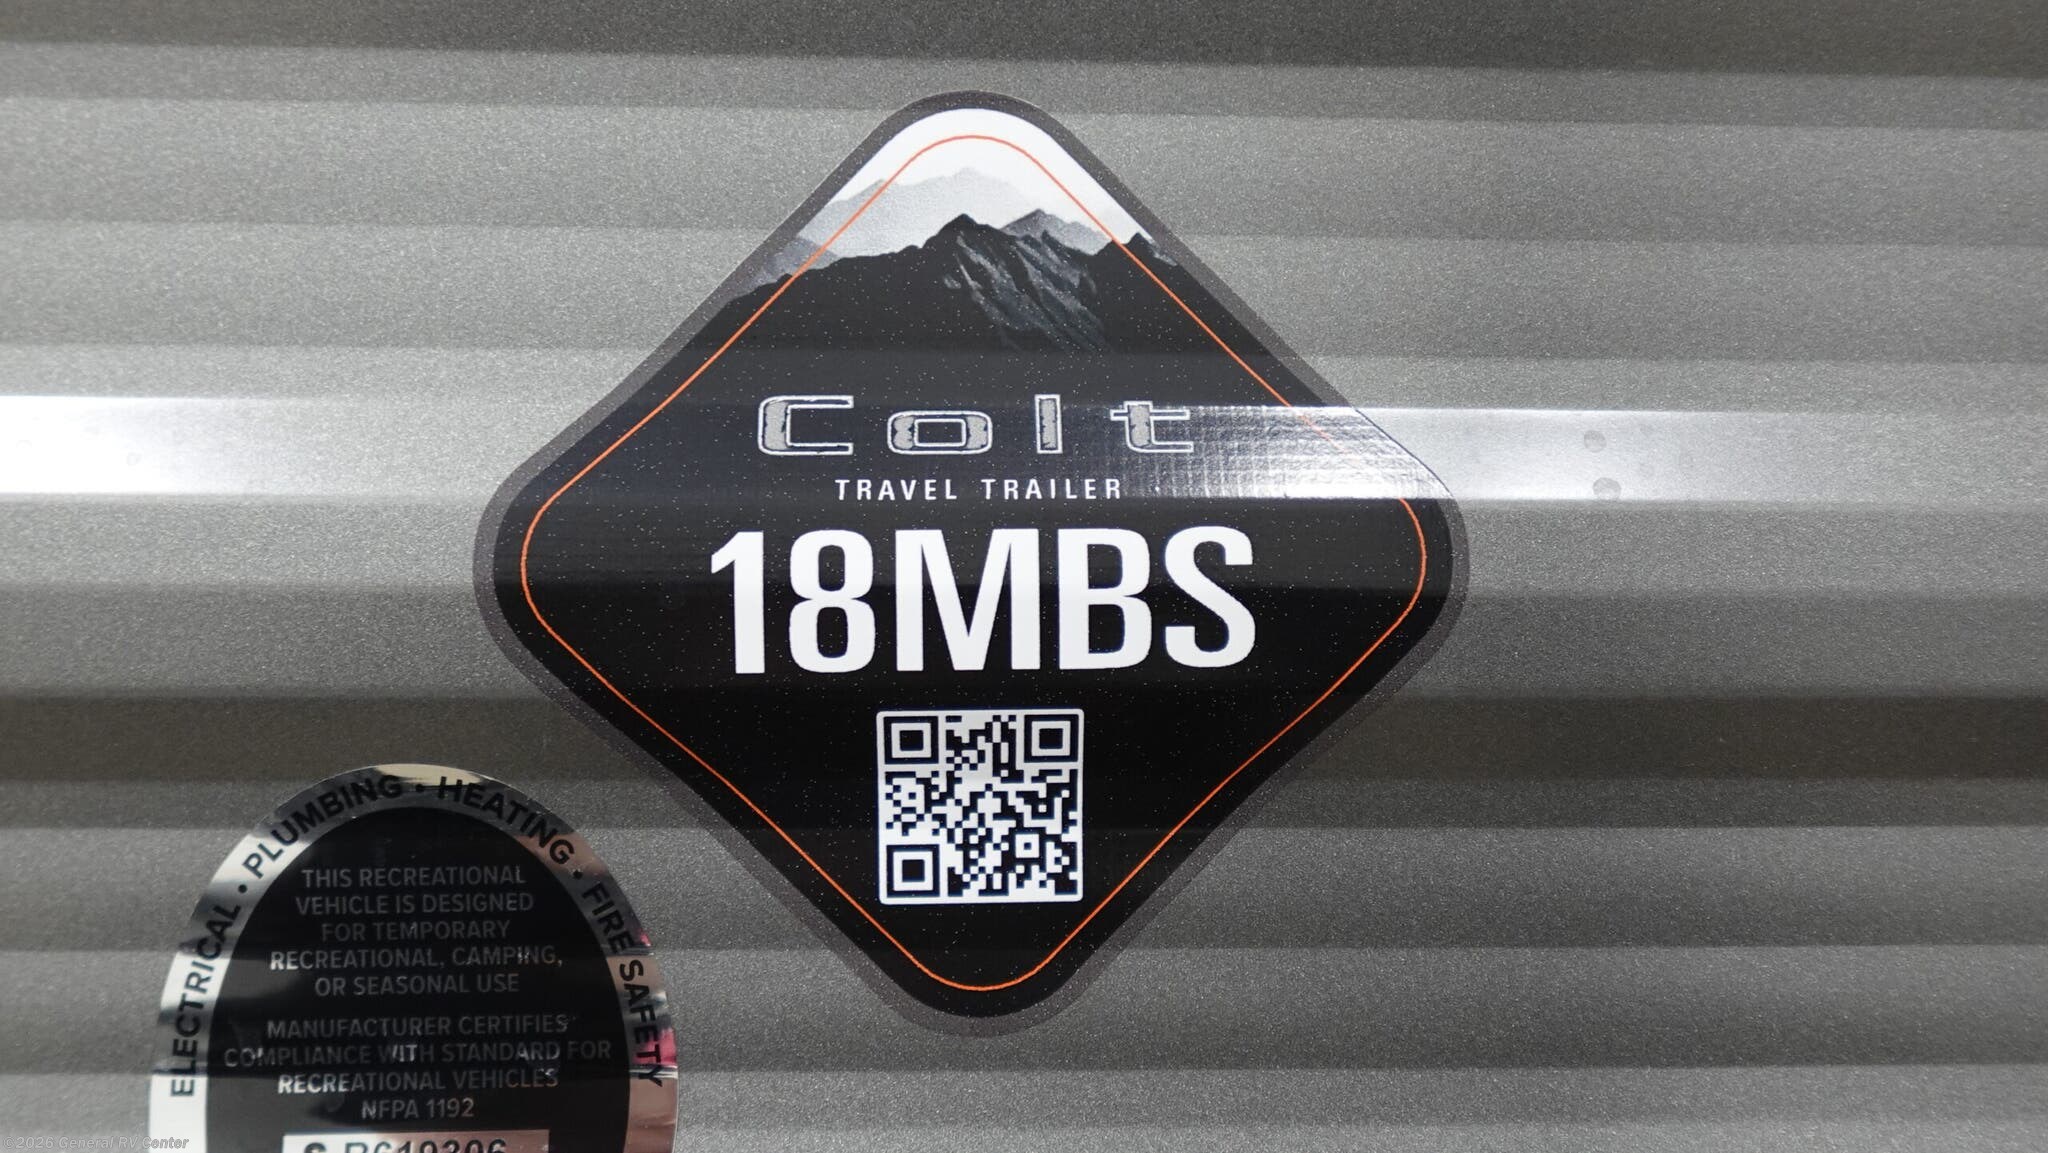 Colt
TRAVEL TRAILER
18MBS
ELECTRICAL • PLUMBING • HEATING • FIRE SAFETY
THIS RECREATIONAL
VEHICLE IS DESIGNED
FOR TEMPORARY
RECREATIONAL, CAMPING,
OR SEASONAL USE
MANUFACTURER CERTIFIES
COMPLIANCE WITH STANDARD FOR
RECREATIONAL VEHICLES
NFPA 1192
©2026 General RV Center